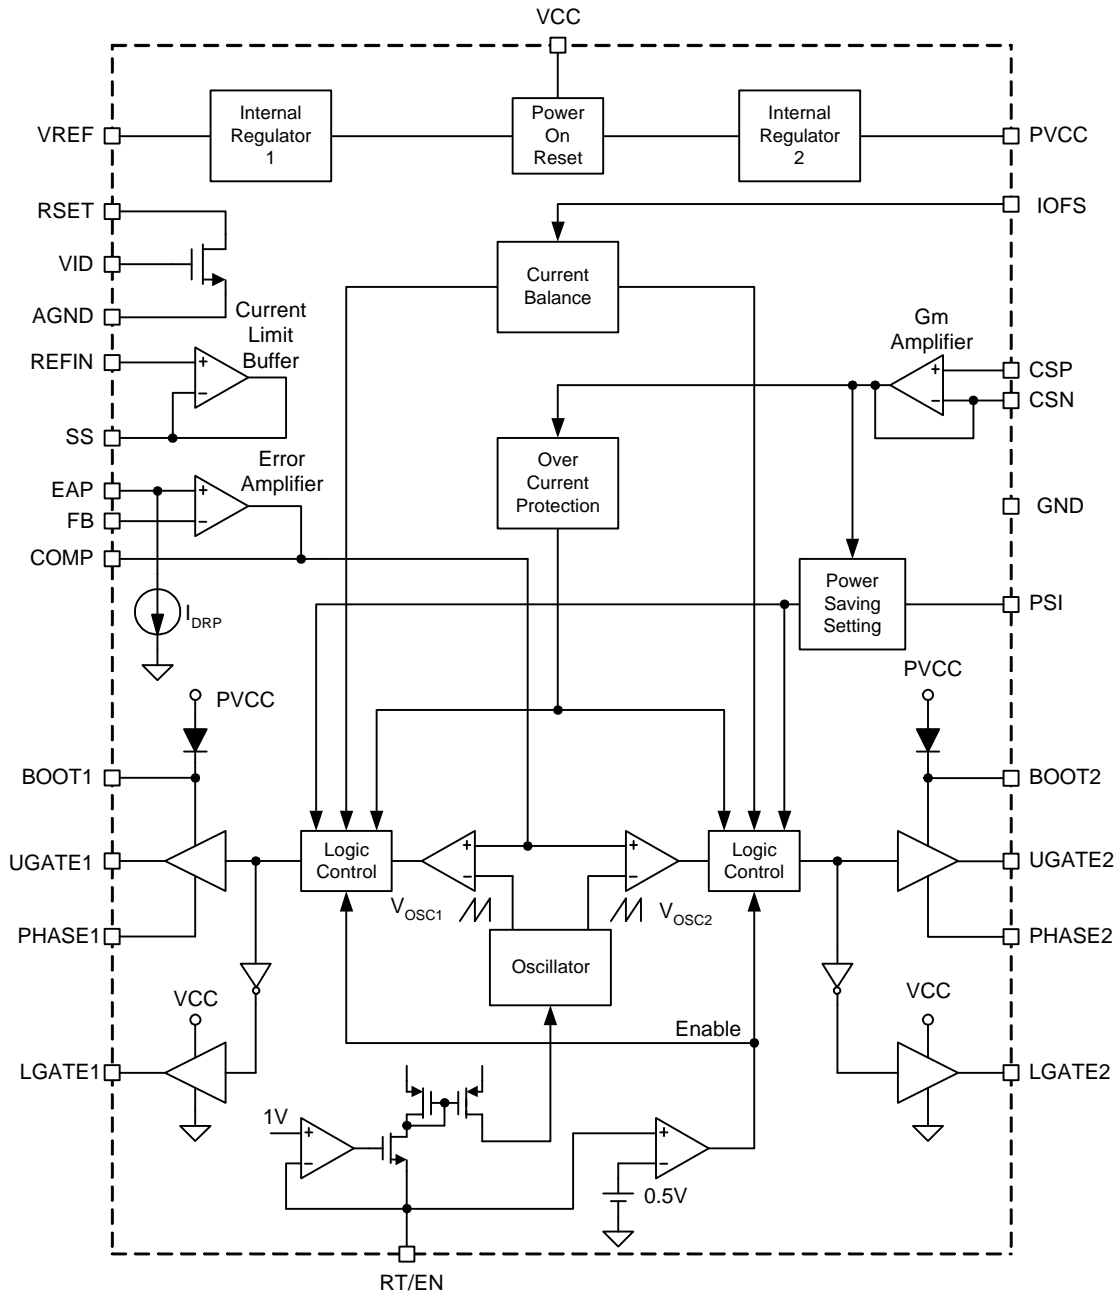 VCC
VREF
Internal
Regulator
1
Power
On
Reset
Internal
Regulator
2
PVCC
RSET
IOFS
VID
Current
Balance
AGND
Current
Limit
Buffer
Gm
Amplifier
REFIN
+
−
CSP
+
−
CSN
SS
Error
Amplifier
Over
Current
Protection
EAP
+
−
FB
GND
COMP
Power
Saving
Setting
PSI
IDRP
PVCC
PVCC
BOOT1
BOOT2
UGATE1
Logic
Control
+
−
+
−
Logic
Control
UGATE2
VOSC1
VOSC2
PHASE1
PHASE2
Oscillator
VCC
VCC
Enable
LGATE1
LGATE2
1V
+
−
+
−
0.5V
RT/EN